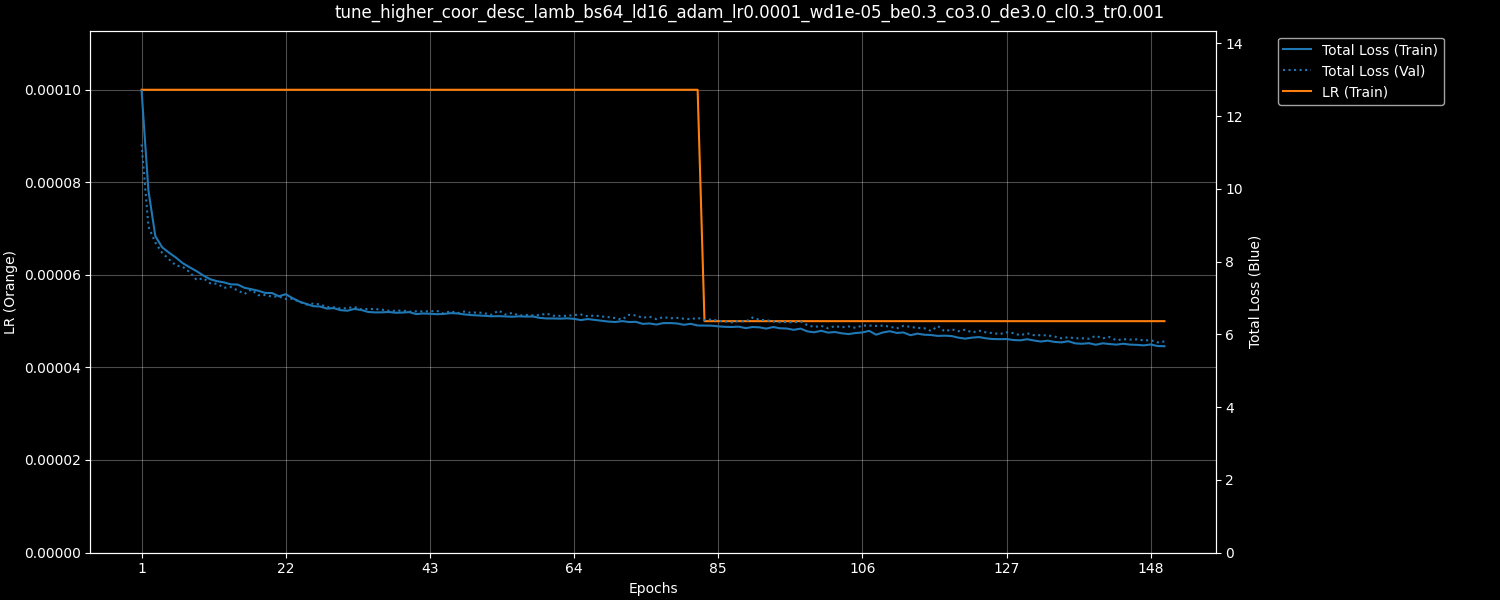 tune_higher_coor_desc_lamb_bs64_ld16_adam_lr0.0001_wd1e-05_be0.3_co3.0_de3.0_cl0.3_tr0.001
Total Loss (Train)
Total Loss (Val)
LR (Train)
LR (Orange)
0.00010
0.00008
0.00006
0.00004
0.00002
0.00000
14
12
10
8
6
4
2
0
Total Loss (Blue)
1 22 43 64 85 106 127 148
Epochs